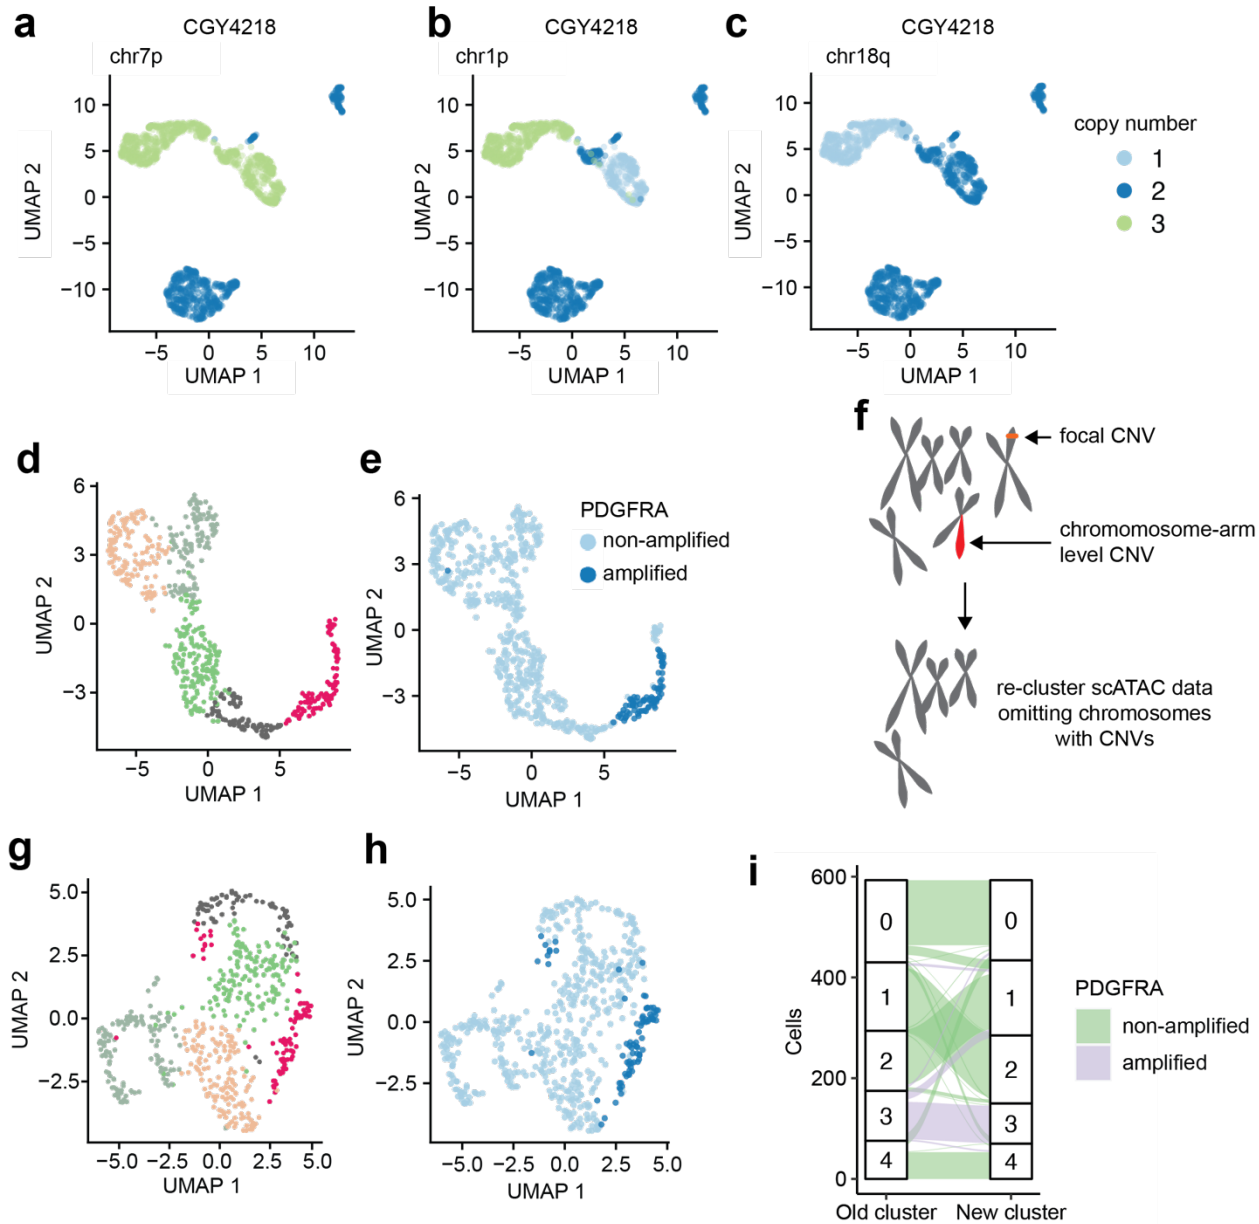 a
CGY4218
chr7p
UMAP 2
10
5
0
−5
−10
−5
0
5
10
UMAP 1
b
CGY4218
chr1p
UMAP 2
10
5
0
−5
−10
−5
0
5
10
UMAP 1
c
CGY4218
chr18q
UMAP 2
10
5
0
−5
−10
−5
0
5
10
UMAP 1
copy number
1
2
3
d
UMAP 2
6
3
0
−3
−5
0
5
UMAP 1
e
UMAP 2
6
3
0
−3
−5
0
5
UMAP 1
PDGFRA
non-amplified
amplified
f
focal CNV
chromomosome-arm
level CNV
re-cluster scATAC data
omitting chromosomes
with CNVs
g
UMAP 2
5.0
2.5
0.0
−2.5
−5.0
−2.5
0.0
2.5
5.0
UMAP 1
h
UMAP 2
5.0
2.5
0.0
−2.5
−5.0
−2.5
0.0
2.5
5.0
UMAP 1
i
Cells
600
400
200
0
0
1
2
3
4
0
1
2
3
4
Old cluster
New cluster
PDGFRA
non-amplified
amplified